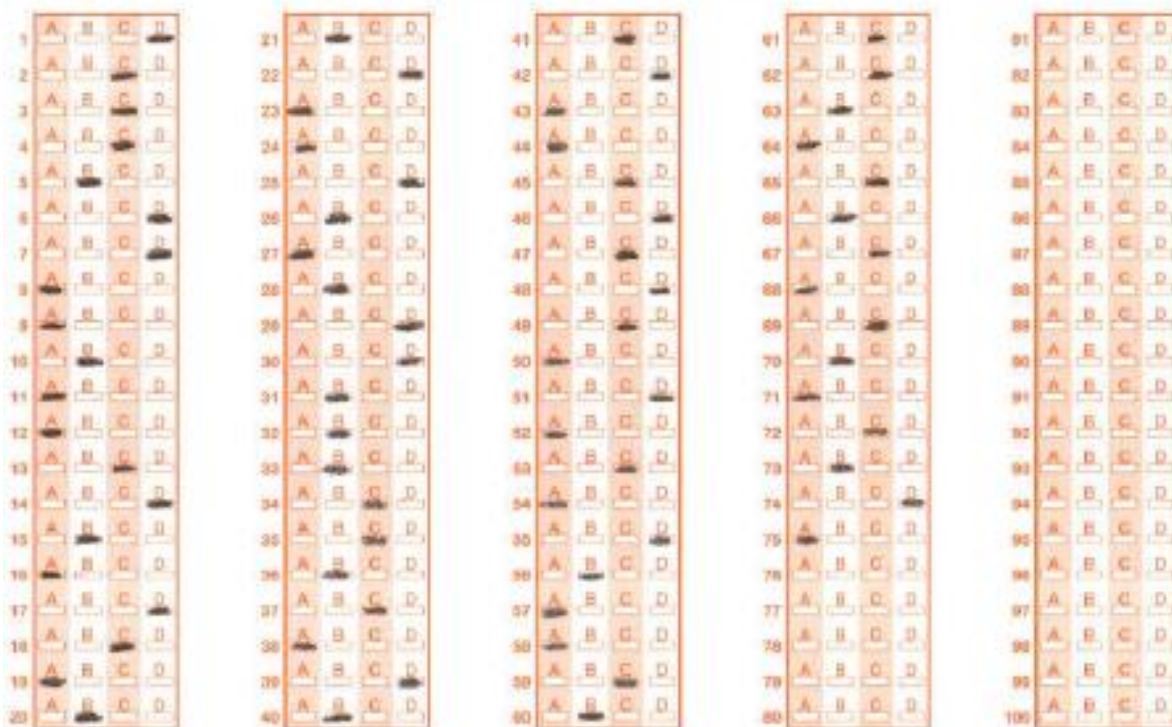 1 A B C D 21 A B C D 41 A B C D 61 A B C D 81 A B C D
2 A B C D 22 A B C D 42 A B C D 62 A B C D 82 A B C D
3 A B C D 23 A B C D 43 A B C D 63 A B C D 83 A B C D
4 A B C D 24 A B C D 44 A B C D 64 A B C D 84 A B C D
5 A B C D 25 A B C D 45 A B C D 65 A B C D 85 A B C D
6 A B C D 26 A B C D 46 A B C D 66 A B C D 86 A B C D
7 A B C D 27 A B C D 47 A B C D 67 A B C D 87 A B C D
8 A B C D 28 A B C D 48 A B C D 68 A B C D 88 A B C D
9 A B C D 29 A B C D 49 A B C D 69 A B C D 89 A B C D
10 A B C D 30 A B C D 50 A B C D 70 A B C D 90 A B C D
11 A B C D 31 A B C D 51 A B C D 71 A B C D 91 A B C D
12 A B C D 32 A B C D 52 A B C D 72 A B C D 92 A B C D
13 A B C D 33 A B C D 53 A B C D 73 A B C D 93 A B C D
14 A B C D 34 A B C D 54 A B C D 74 A B C D 94 A B C D
15 A B C D 35 A B C D 55 A B C D 75 A B C D 95 A B C D
16 A B C D 36 A B C D 56 A B C D 76 A B C D 96 A B C D
17 A B C D 37 A B C D 57 A B C D 77 A B C D 97 A B C D
18 A B C D 38 A B C D 58 A B C D 78 A B C D 98 A B C D
19 A B C D 39 A B C D 59 A B C D 79 A B C D 99 A B C D
20 A B C D 40 A B C D 60 A B C D 80 A B C D 100 A B C D